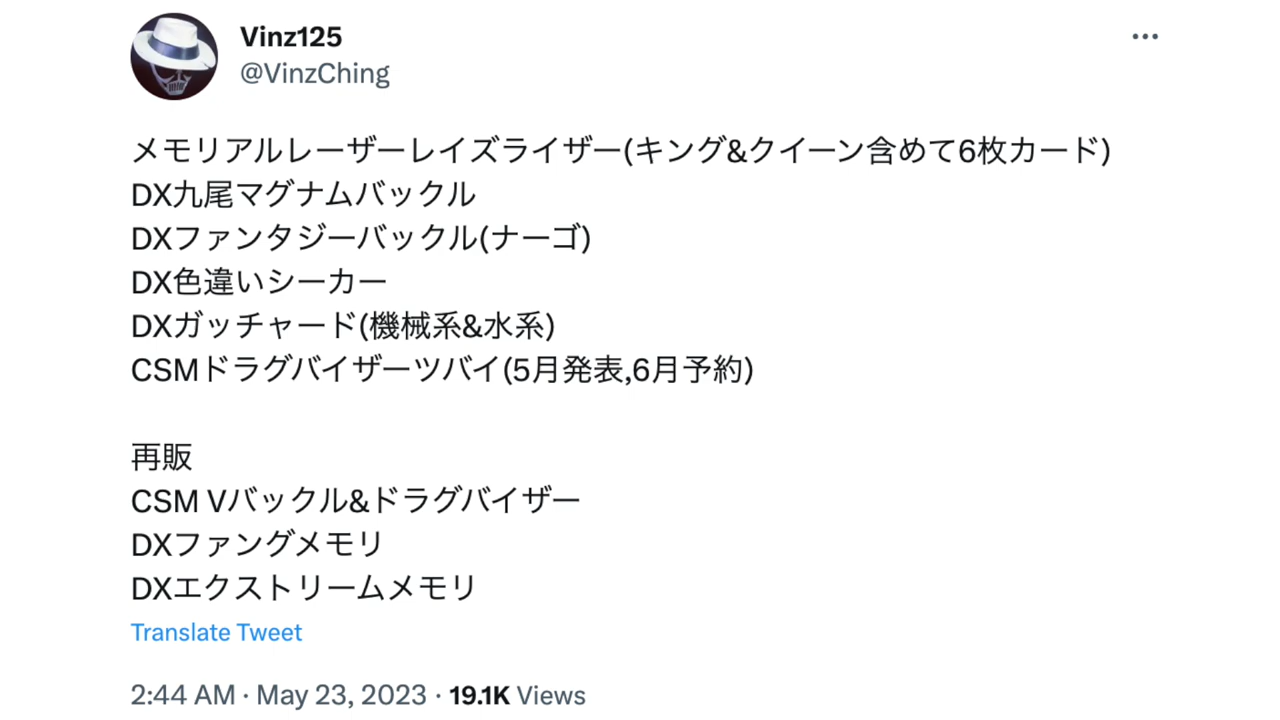 Vinz125
@VinzChing
メモリアルレーザーレイズライザー(キング&クイーン含めて6枚カード)
DX九尾マグナムバックル
DXファンタジーバックル(ナーゴ)
DX色違いシーカー
DXガッチャード(機械系&水系)
CSMドラグバイザーツバイ(5月発表,6月予約)
再販
CSM Vバックル&ドラグバイザー
DXファングメモリ
DXエクストリームメモリ
Translate Tweet
2:44 AM · May 23, 2023 · 19.1K Views